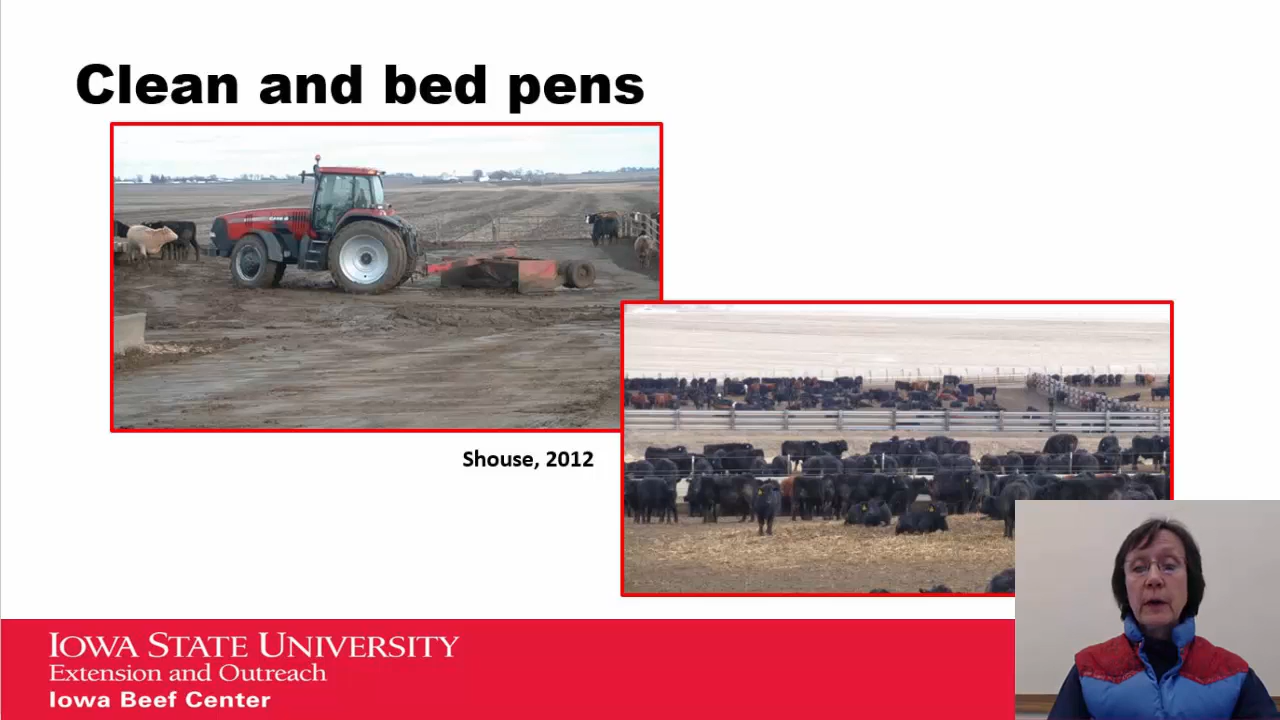 Clean and bed pens
Shouse, 2012
IOWA STATE UNIVERSITY
Extension and Outreach
Iowa Beef Center